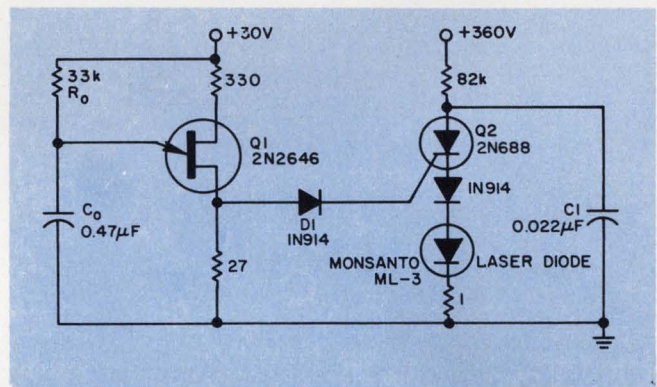 +30V
+360V
33k
R₀
330
82k
Q1
2N2646
Q2
2N688
IN914
C₀
0.47µF
D1
IN914
C1
0.022µF
27
MONSANTO
ML-3
LASER DIODE
1